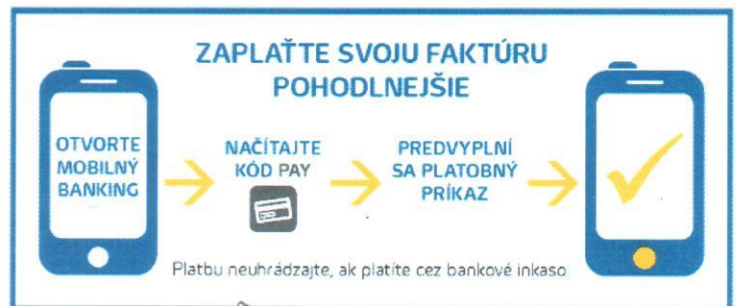 ZAPLAŤTE SVOJU FAKTÚRU
POHODLNEJŠIE
OTVORTE
MOBILNÝ
BANKING
NAČÍTAJTE
KÓD PAY
PREDVYPLNÍ
SA PLATOBNÝ
PRÍKAZ
Platbu neuhrádzajte, ak platíte cez bankové inkaso